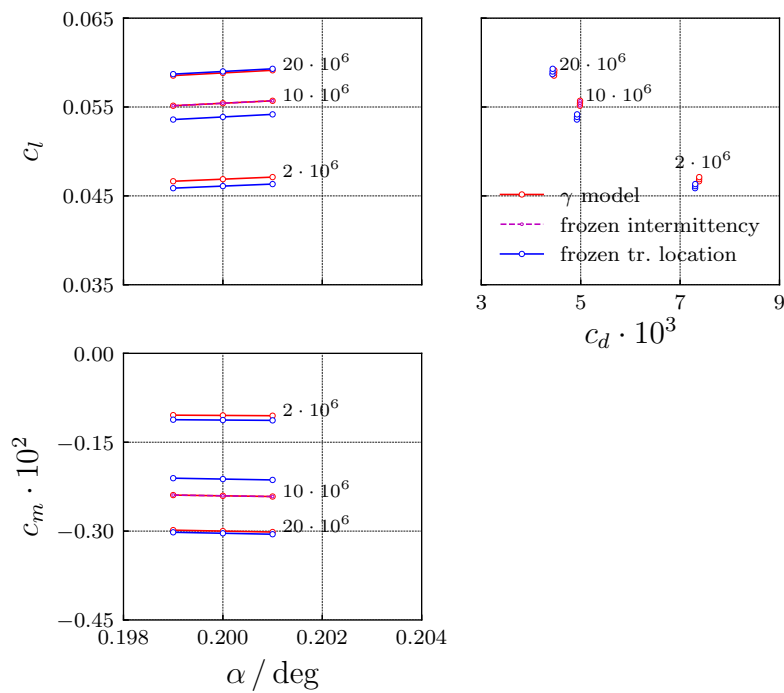 0.065
0.055
0.045
0.035
c_l
20 · 10^6
10 · 10^6
2 · 10^6
20 · 10^6
10 · 10^6
2 · 10^6
γ model
frozen intermittency
frozen tr. location
3 5 7 9
c_d · 10^3
0.00
−0.15
−0.30
−0.45
c_m · 10^2
2 · 10^6
10 · 10^6
20 · 10^6
0.198 0.200 0.202 0.204
α / deg